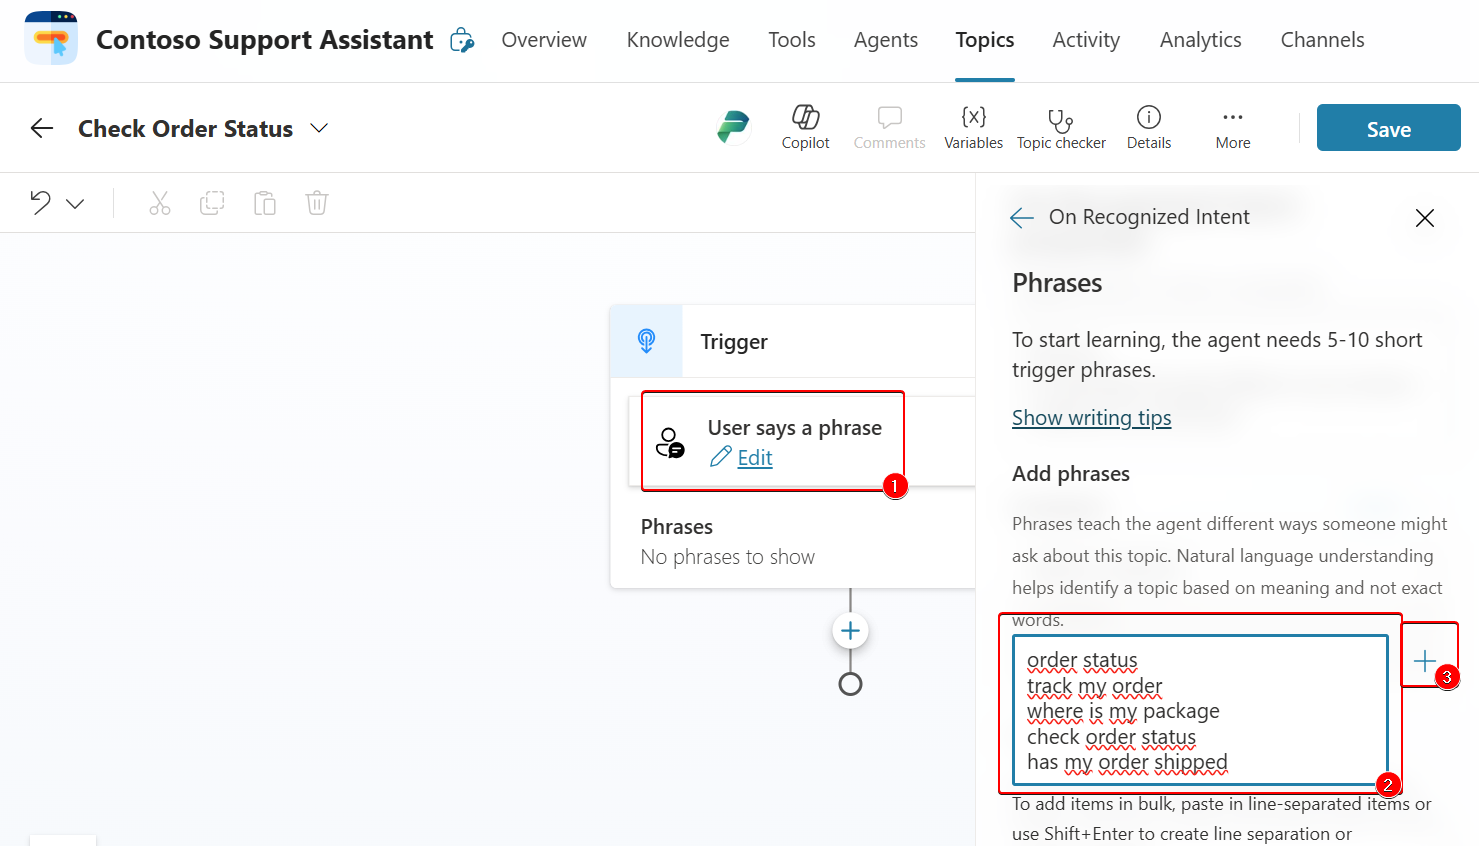 Contoso Support Assistant
Overview
Knowledge
Tools
Agents
Topics
Activity
Analytics
Channels
Check Order Status
Copilot
Comments
Variables
Topic checker
Details
More
Save
Trigger
User says a phrase
Edit
1
Phrases
No phrases to show
On Recognized Intent
Phrases
To start learning, the agent needs 5-10 short
trigger phrases.
Show writing tips
Add phrases
Phrases teach the agent different ways someone might
ask about this topic. Natural language understanding
helps identify a topic based on meaning and not exact
words.
order status
track my order
where is my package
check order status
has my order shipped
3
2
To add items in bulk, paste in line-separated items or
use Shift+Enter to create line separation or